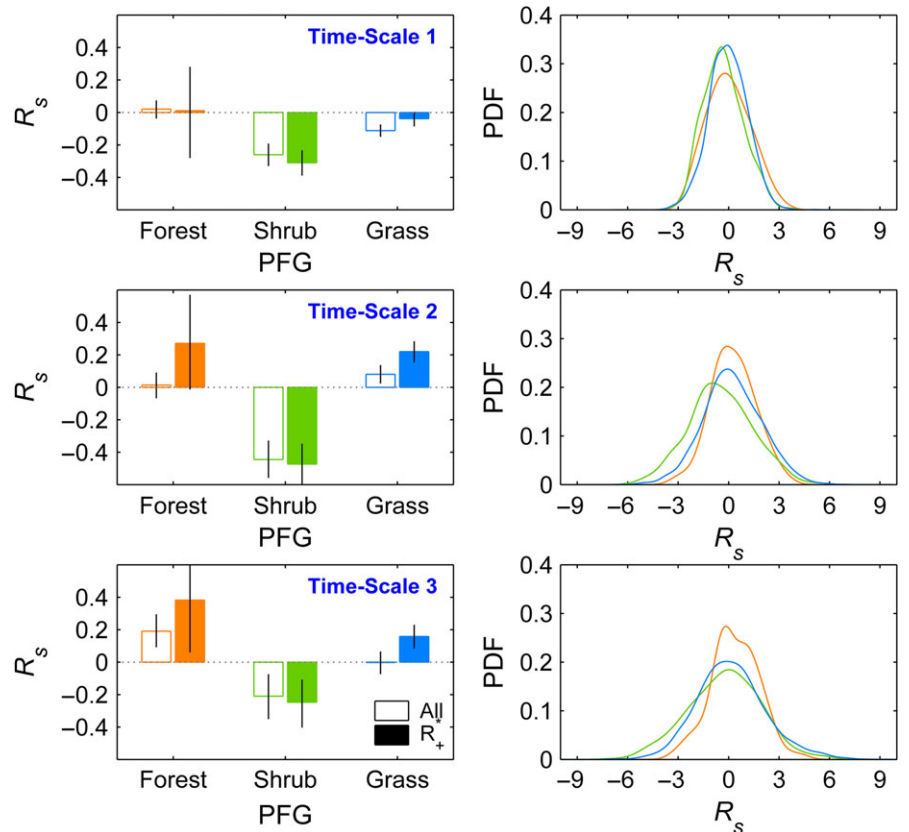 Time-Scale 1
0.4
0.2
0
−0.2
−0.4
R_s
Forest Shrub Grass
PFG
0.4
0.3
0.2
0.1
0
PDF
−9 −6 −3 0 3 6 9
R_s
Time-Scale 2
0.4
0.2
0
−0.2
−0.4
R_s
Forest Shrub Grass
PFG
0.4
0.3
0.2
0.1
0
PDF
−9 −6 −3 0 3 6 9
R_s
Time-Scale 3
0.4
0.2
0
−0.2
−0.4
R_s
All
R*+
Forest Shrub Grass
PFG
0.4
0.3
0.2
0.1
0
PDF
−9 −6 −3 0 3 6 9
R_s